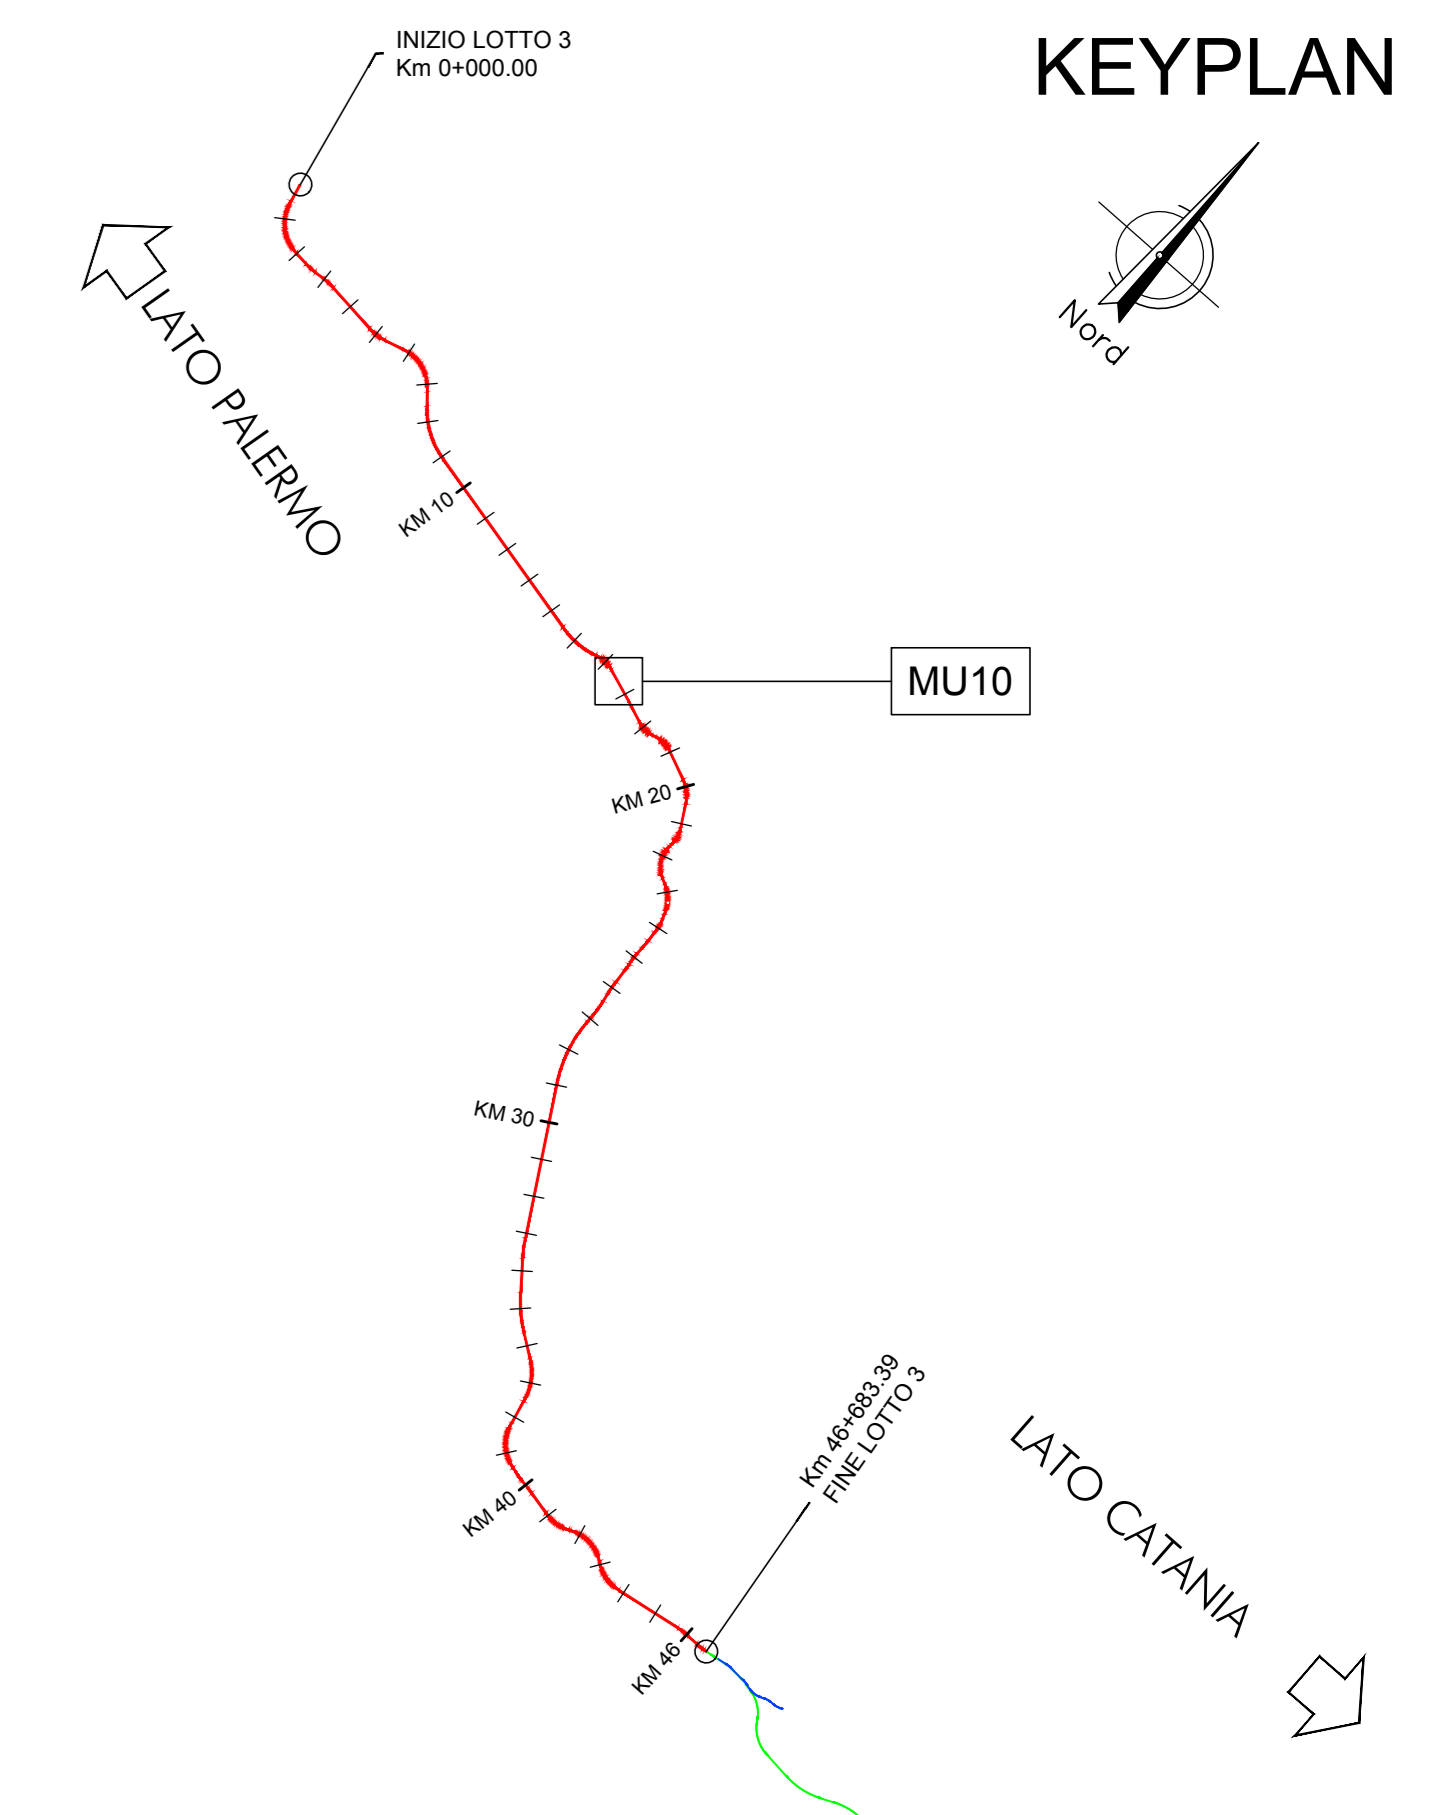 INIZIO LOTTO 3
Km 0+000.00
KEYPLAN
Nord
LATO PALERMO
KM 10
MU10
KM 20
KM 30
Km 46+683.39
FINE LOTTO 3
LATO CATANIA
KM 40
KM 46